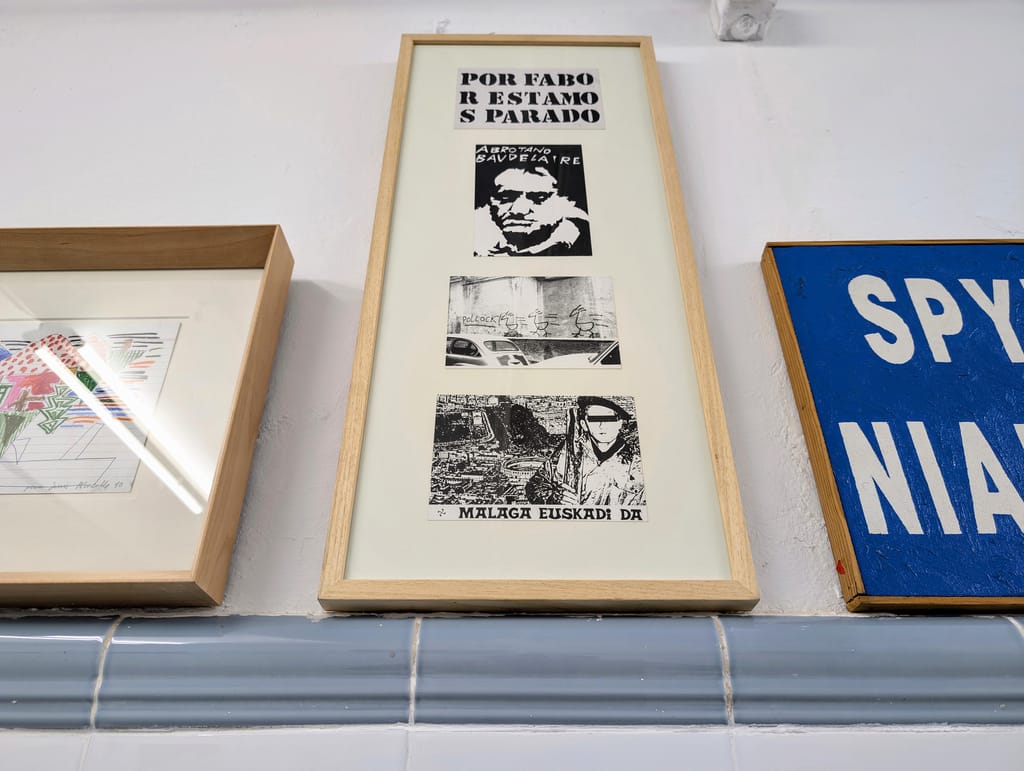 POR FABO
R ESTAMO
S PARADO
ABROTANO
BAUDELAIRE
POLLOCK
MALAGA EUSKADI DA
SPY
NIA